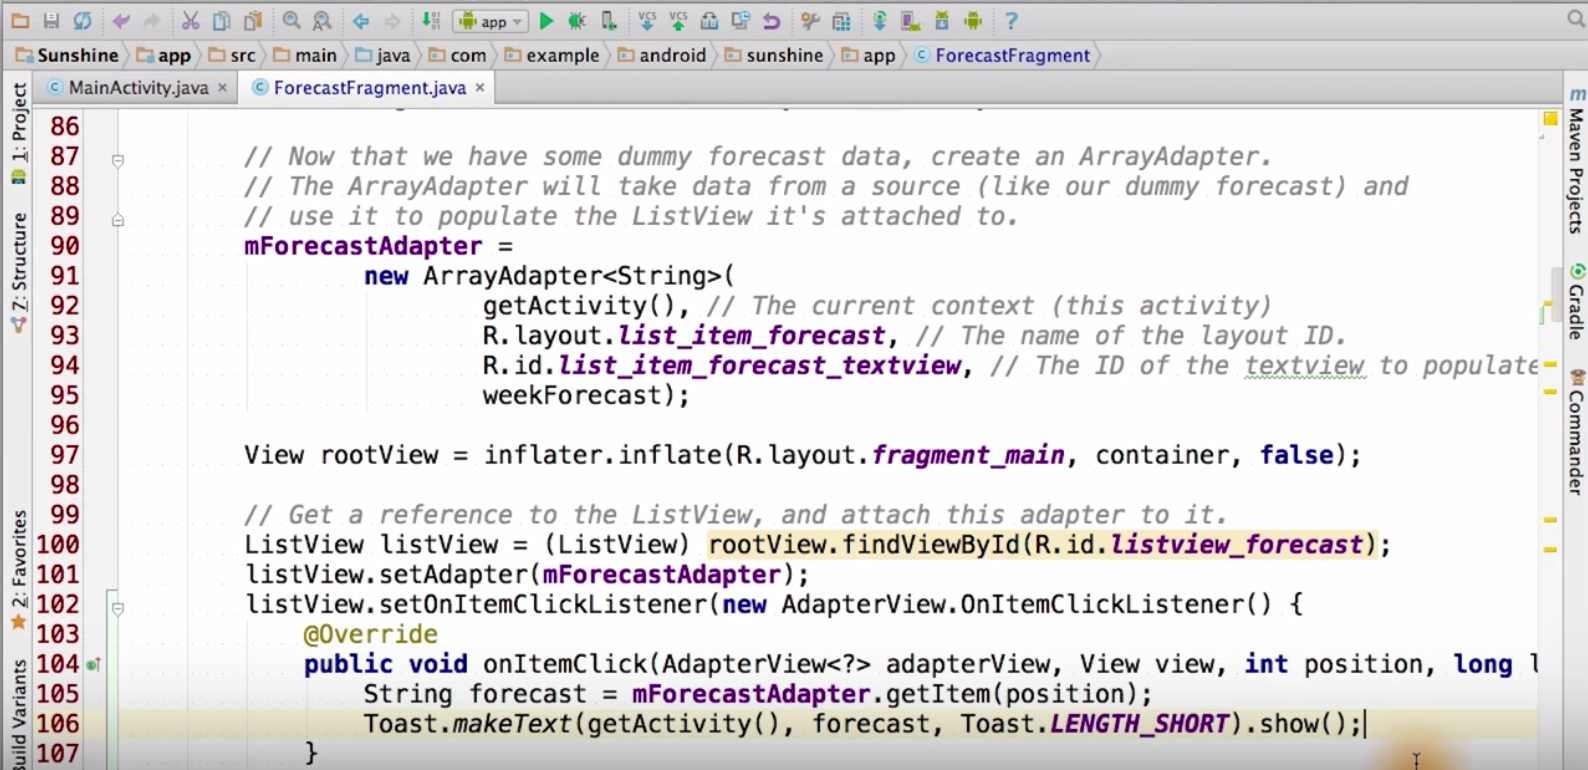 app
VCS VCS
Sunshine app src main java com example android sunshine app ForecastFragment
MainActivity.java ForecastFragment.java
1: Project
7: Structure
2: Favorites
Build Variants
86
87 // Now that we have some dummy forecast data, create an ArrayAdapter.
88 // The ArrayAdapter will take data from a source (like our dummy forecast) and
89 // use it to populate the ListView it's attached to.
90 mForecastAdapter =
91 new ArrayAdapter<String>(
92 getActivity(), // The current context (this activity)
93 R.layout.list_item_forecast, // The name of the layout ID.
94 R.id.list_item_forecast_textview, // The ID of the textview to populate
95 weekForecast);
96
97 View rootView = inflater.inflate(R.layout.fragment_main, container, false);
98
99 // Get a reference to the ListView, and attach this adapter to it.
100 ListView listView = (ListView) rootView.findViewById(R.id.listview_forecast);
101 listView.setAdapter(mForecastAdapter);
102 listView.setOnItemClickListener(new AdapterView.OnItemClickListener() {
103 @Override
104 public void onItemClick(AdapterView<?> adapterView, View view, int position, long l
105 String forecast = mForecastAdapter.getItem(position);
106 Toast.makeText(getActivity(), forecast, Toast.LENGTH_SHORT).show();
107 }
m Maven Projects
Gradle
Commander